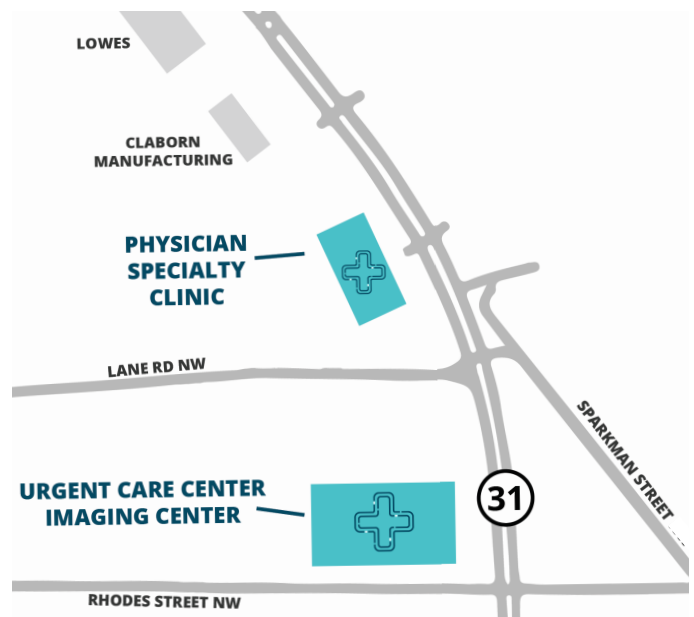 LOWES
CLABORN
MANUFACTURING
PHYSICIAN
SPECIALTY
CLINIC
LANE RD NW
SPARKMAN STREET
URGENT CARE CENTER
IMAGING CENTER
31
RHODES STREET NW